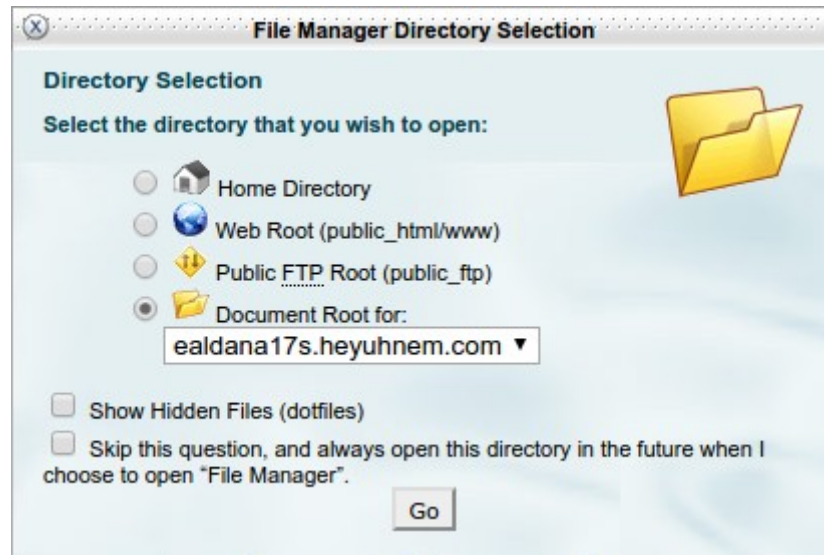 File Manager Directory Selection
Directory Selection
Select the directory that you wish to open:
Home Directory
Web Root (public_html/www)
Public FTP Root (public_ftp)
Document Root for:
ealdana17s.heyuhnem.com
Show Hidden Files (dotfiles)
Skip this question, and always open this directory in the future when I
choose to open “File Manager”.
Go